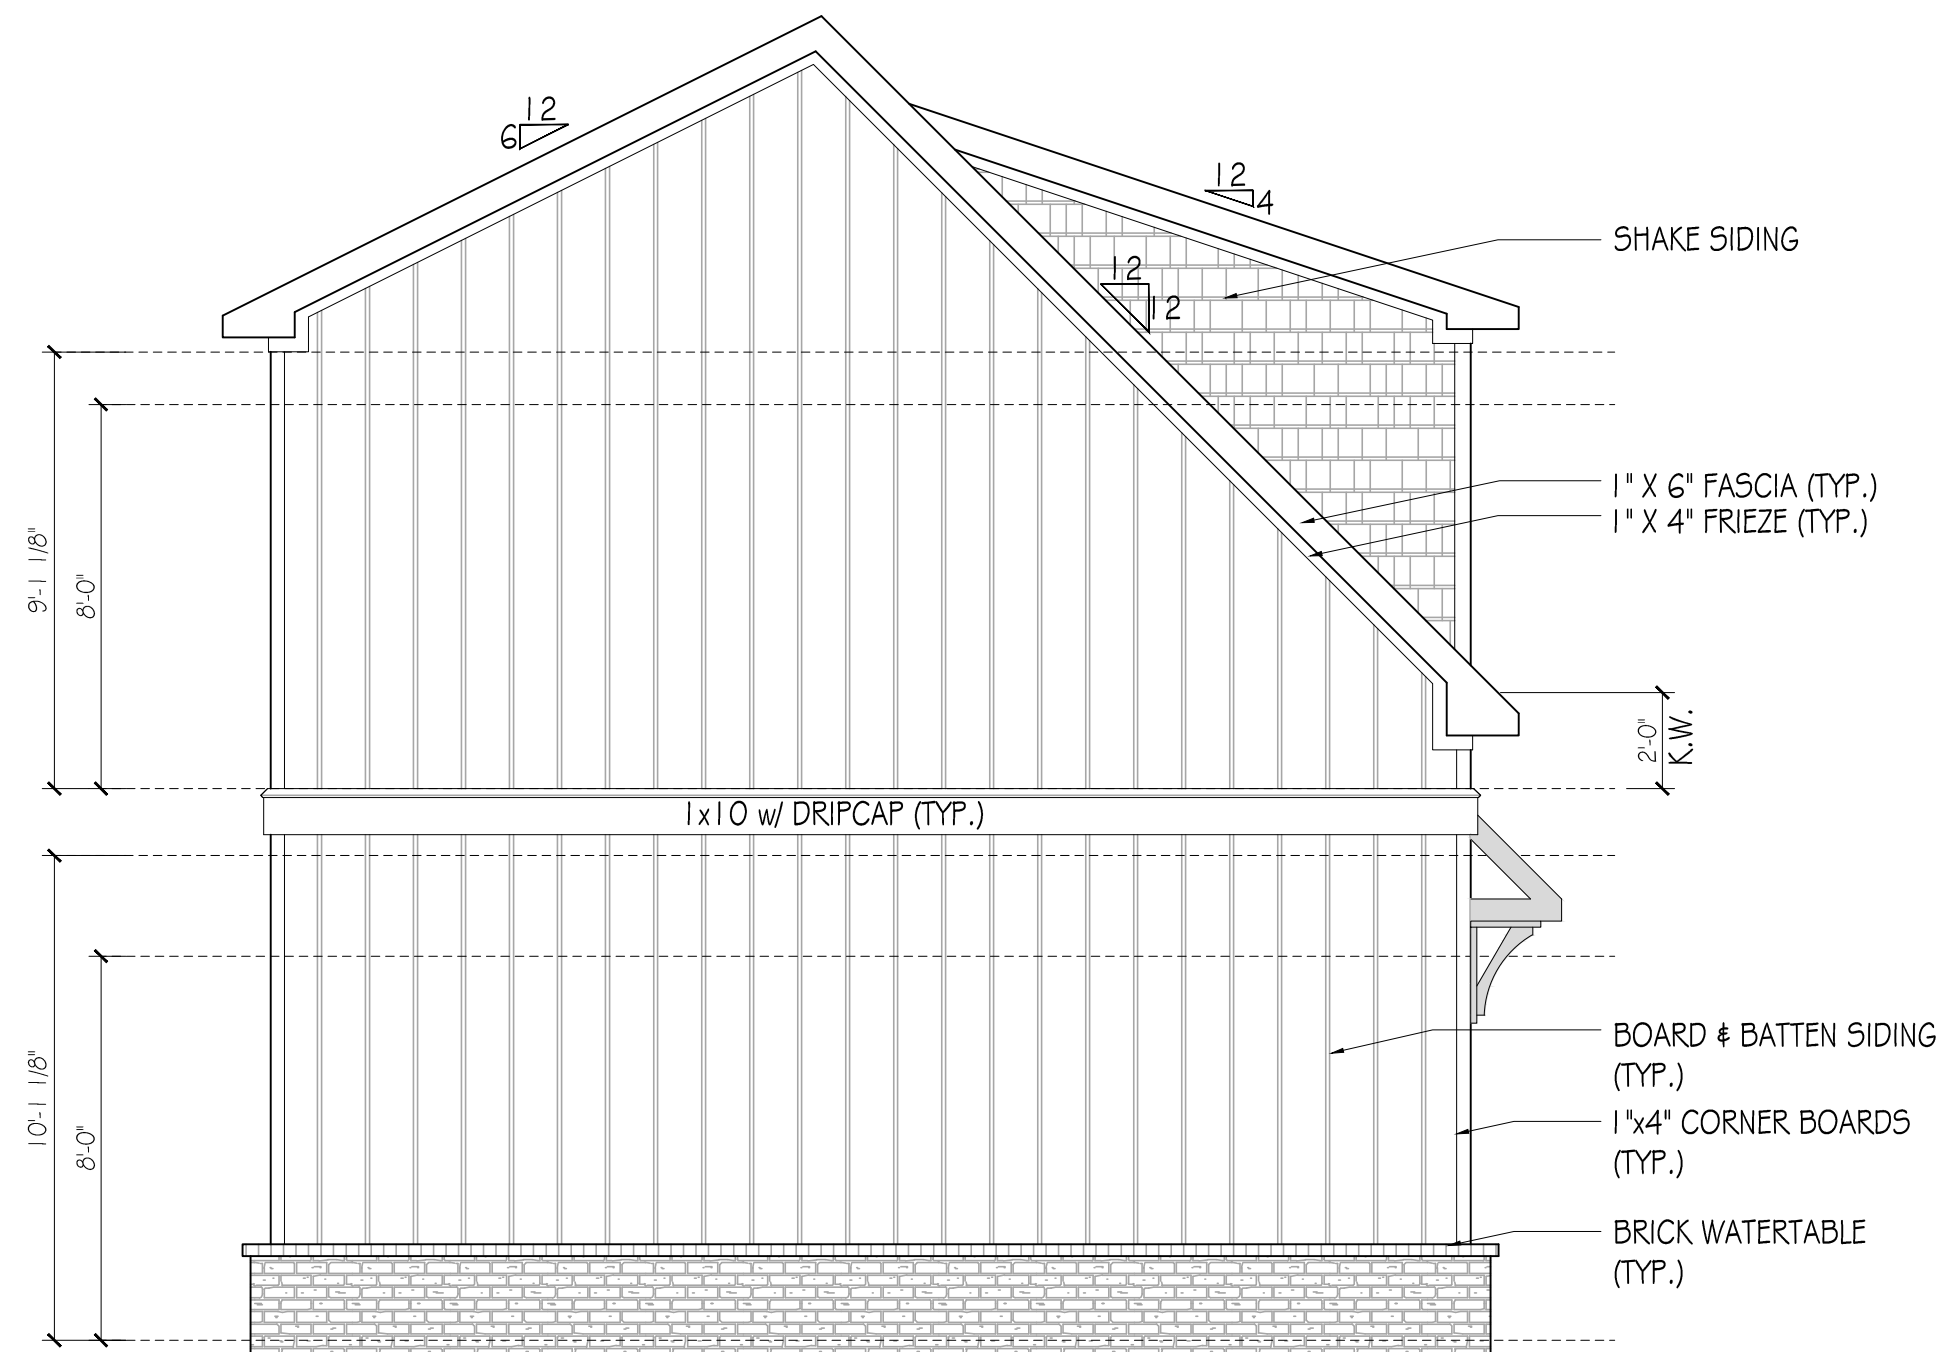 12
6
12
4
SHAKE SIDING
12
12
1" X 6" FASCIA (TYP.)
1" X 4" FRIEZE (TYP.)
9'-1 1/8"
8'-0"
2'-0"
K.W.
1x10 w/ DRIPCAP (TYP.)
10'-1 1/8"
8'-0"
BOARD & BATTEN SIDING
(TYP.)
1"x4" CORNER BOARDS
(TYP.)
BRICK WATERTABLE
(TYP.)